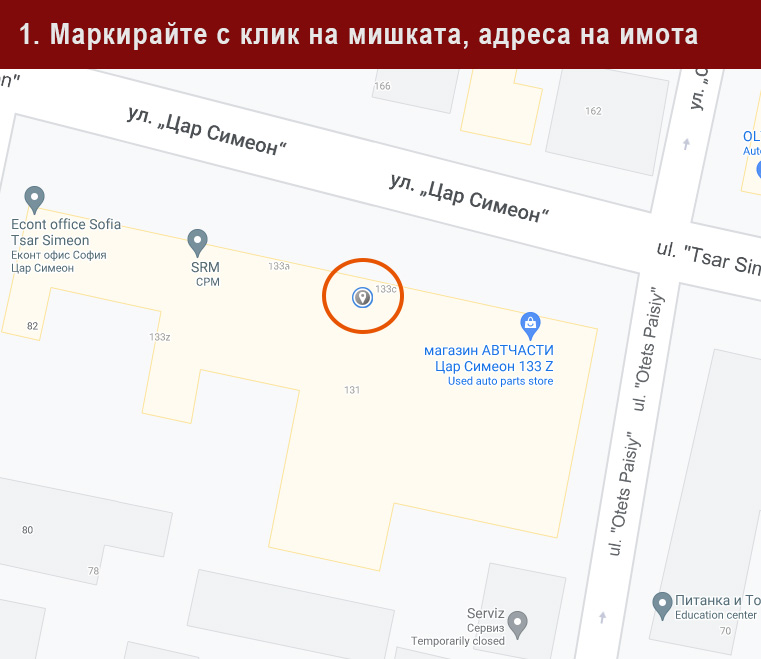 1. Маркирайте с клик на мишката, адреса на имота
166
162
ул. „Цар Симеон“
ул. „Цар Симеон“
ul. "Tsar Sim
Econt office Sofia
Tsar Simeon
Еконт офис София
Цар Симеон
SRM
СРМ
133a
133c
82
133z
магазин АВТЧАСТИ
Цар Симеон 133 Z
Used auto parts store
131
ul. "Otets Paisiy"
ul. "Otets Paisiy"
80
78
Serviz
Сервиз
Temporarily closed
Питанка и То
Education center
70